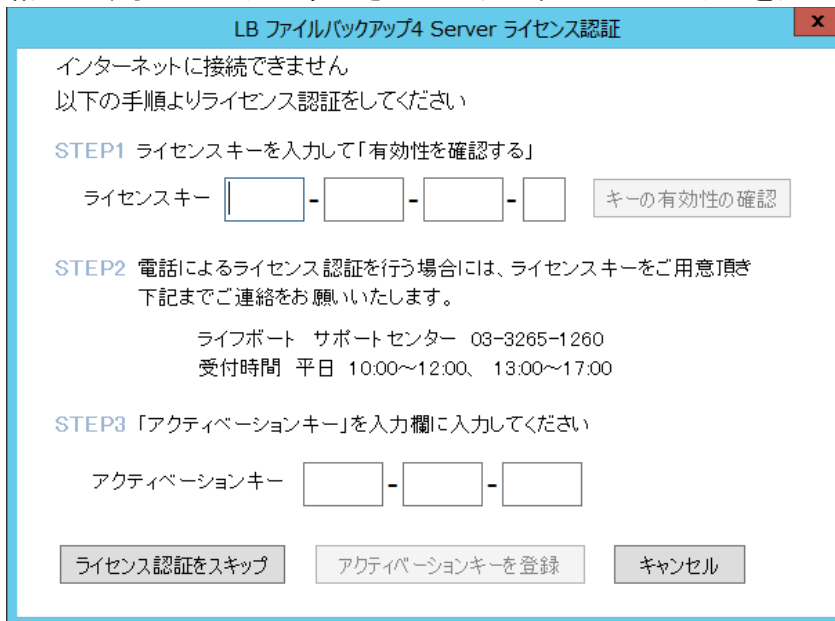 LB ファイルバックアップ4 Server ライセンス認証
x
インターネットに接続できません
以下の手順よりライセンス認証をしてください
STEP1 ライセンスキーを入力して「有効性を確認する」
ライセンスキー - - - キーの有効性の確認
STEP2 電話によるライセンス認証を行う場合には、ライセンスキーをご用意頂き
下記までご連絡をお願いいたします。
ライフボート サポートセンター 03-3265-1260
受付時間 平日 10:00～12:00、 13:00～17:00
STEP3 「アクティベーションキー」を入力欄に入力してください
アクティベーションキー - -
ライセンス認証をスキップ アクティベーションキーを登録 キャンセル